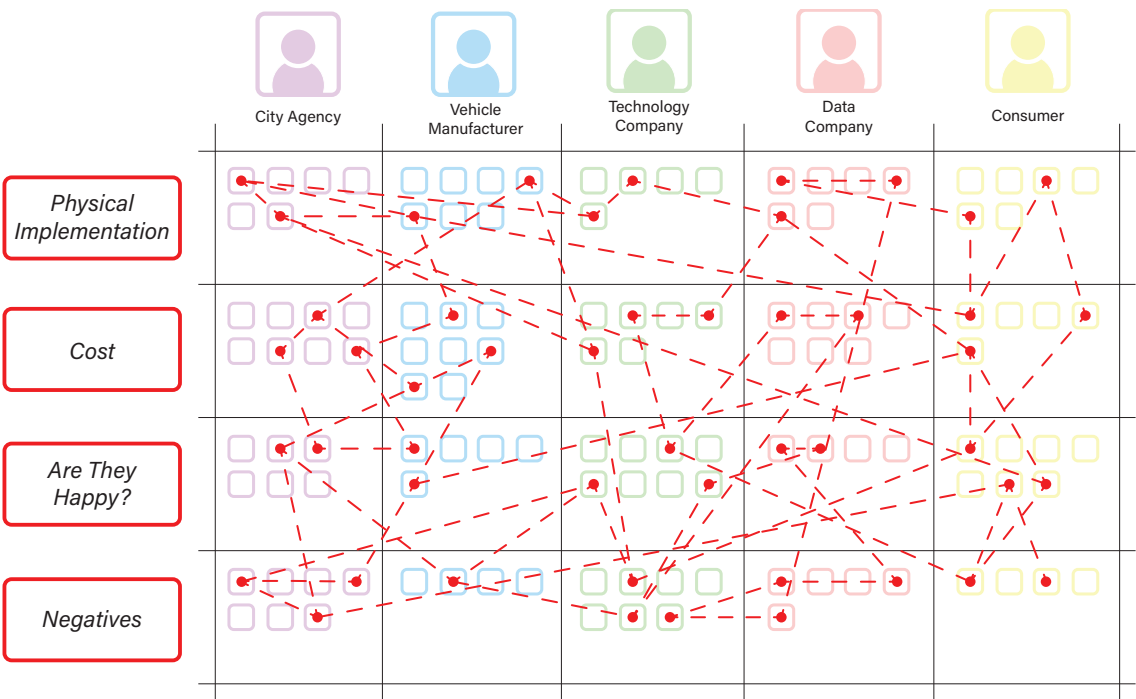 City Agency
Vehicle
Manufacturer
Technology
Company
Data
Company
Consumer
Physical
Implementation
Cost
Are They
Happy?
Negatives